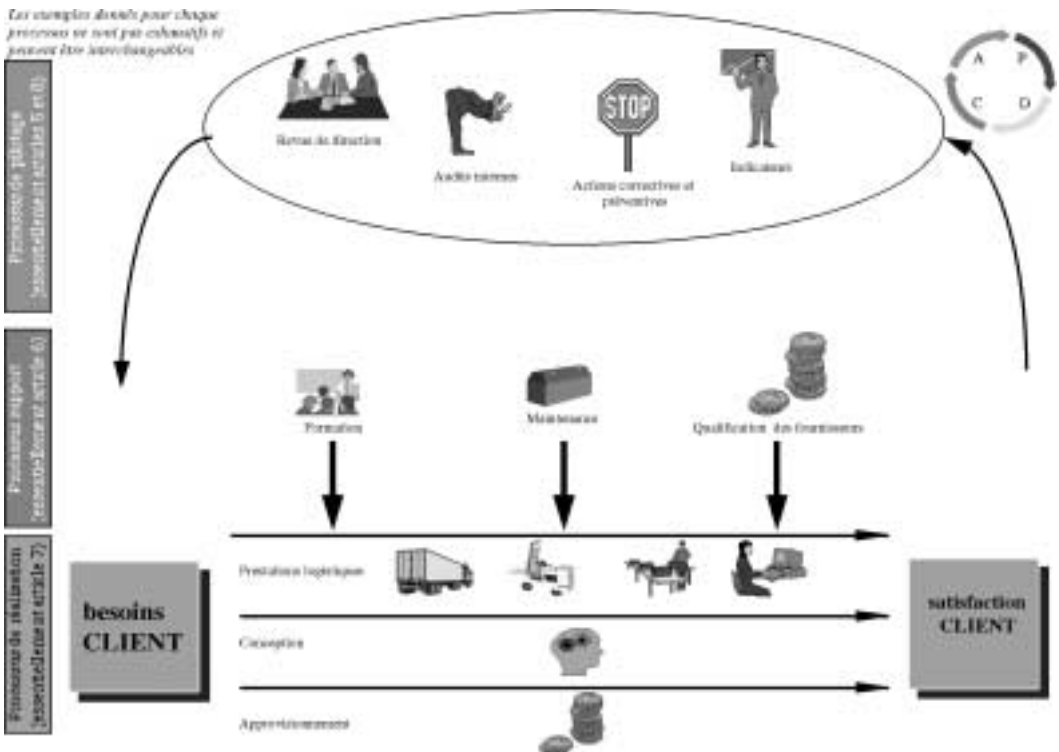 Les exemples donnés pour chaque
processus ne sont pas exhaustifs et
peuvent être interchangeables
A
P
C
D
Processus de pilotage
(essentiellement articles 5 et 8)
Revue de direction
Audits internes
STOP
Actions correctives et
préventives
Indicateurs
Processus support
(essentiellement article 6)
Formation
Maintenance
Qualification des fournisseurs
Processus de réalisation
(essentiellement article 7)
besoins
CLIENT
Prestations logistiques
Conception
Approvisionnement
satisfaction
CLIENT